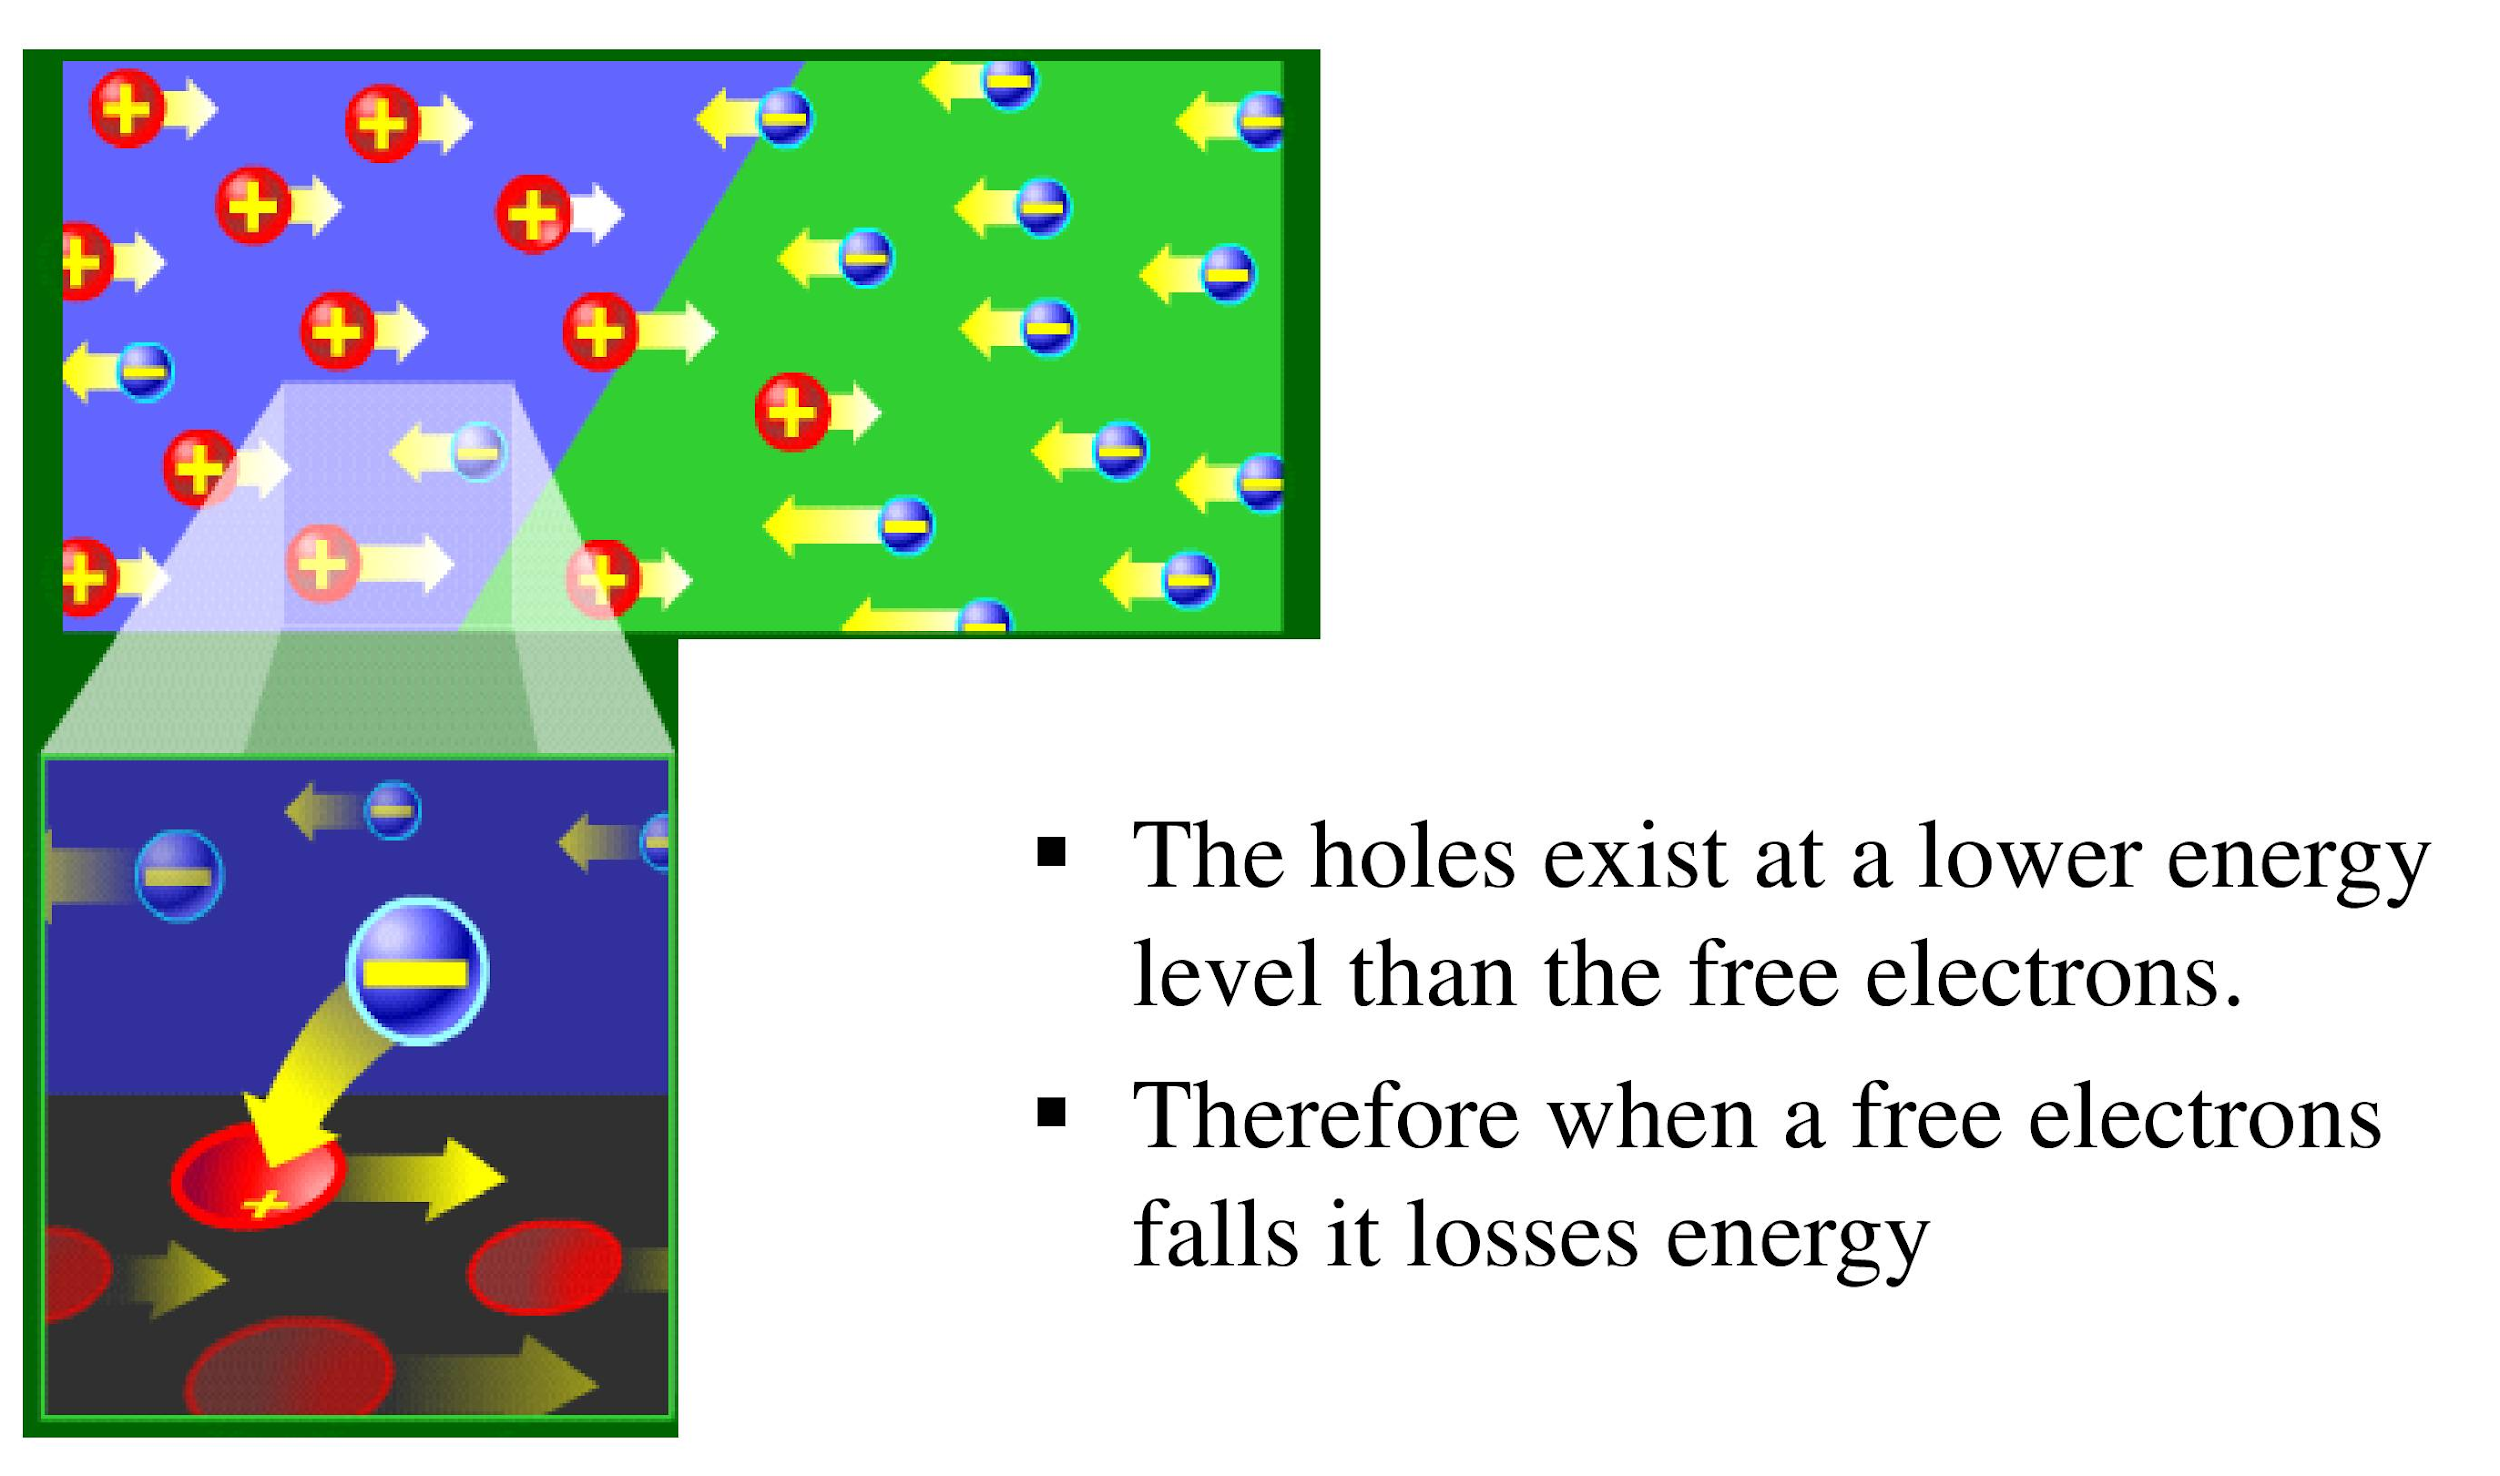 ▪ The holes exist at a lower energy
level than the free electrons.
▪ Therefore when a free electrons
falls it losses energy